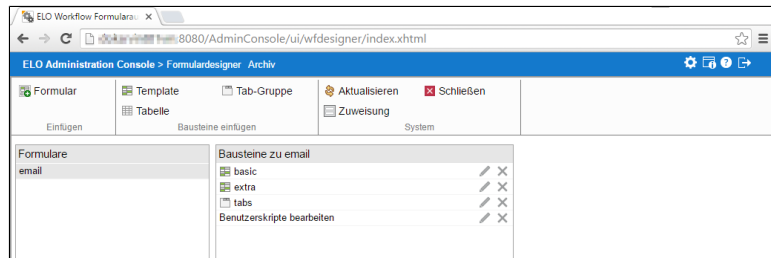 ELO Workflow Formularau
8080/AdminConsole/ui/wfdesigner/index.xhtml
ELO Administration Console > Formulardesigner Archiv
Formular Template Tab-Gruppe Aktualisieren Schließen
Tabelle Zuweisung
Einfügen Bausteine einfügen System
Formulare Bausteine zu email
email basic
extra
tabs
Benutzerskripte bearbeiten